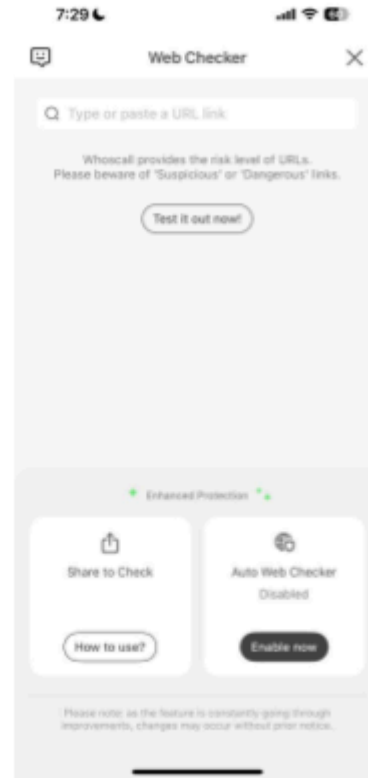 7:29
Web Checker
Type or paste a URL link
Whoscall provides the risk level of URLs.
Please beware of 'Suspicious' or 'Dangerous' links.
Test it out now!
Enhanced Protection
Share to Check
Auto Web Checker
Disabled
How to use?
Enable now
Please note: as the feature is constantly going through
improvements, changes may occur without prior notice.